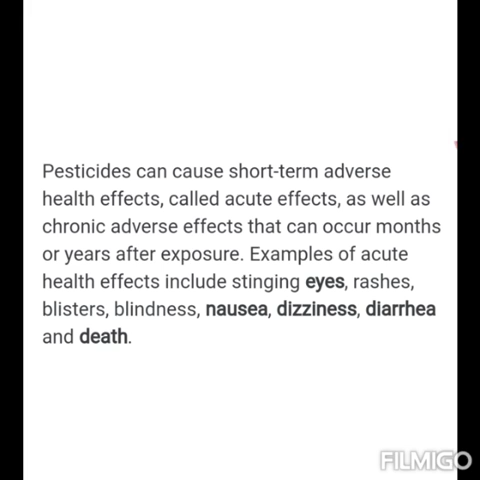 Pesticides can cause short-term adverse
health effects, called acute effects, as well as
chronic adverse effects that can occur months
or years after exposure. Examples of acute
health effects include stinging eyes, rashes,
blisters, blindness, nausea, dizziness, diarrhea
and death.
FILMIGO